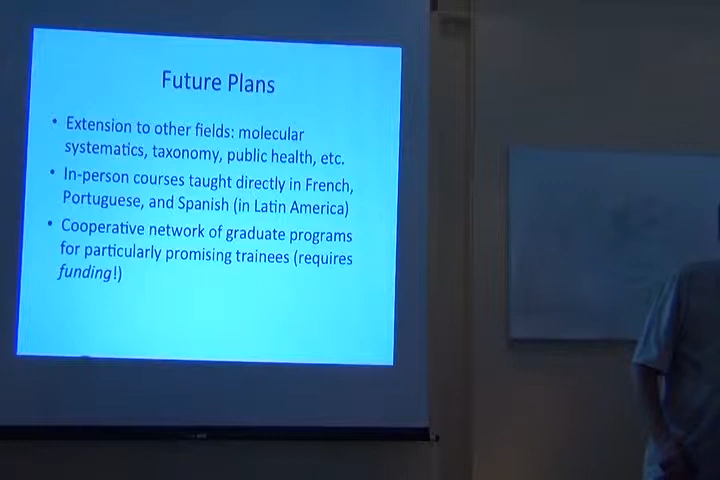 Future Plans
• Extension to other fields: molecular
systematics, taxonomy, public health, etc.
• In-person courses taught directly in French,
Portuguese, and Spanish (in Latin America)
• Cooperative network of graduate programs
for particularly promising trainees (requires
funding!)